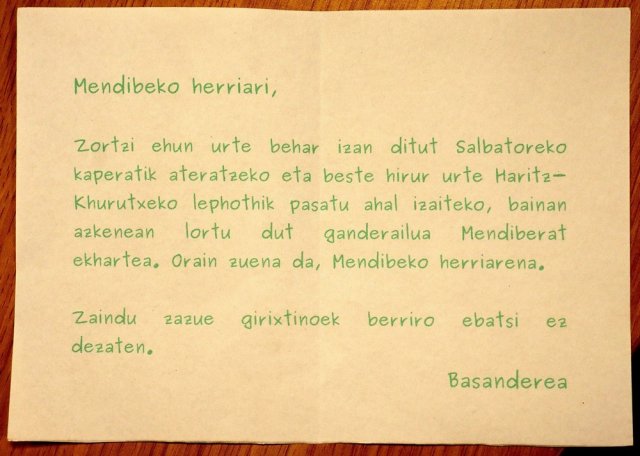 Mendibeko herriari,
Zortzi ehun urte behar izan ditut Salbatoreko
kaperatik ateratzeko eta beste hirur urte Haritz-
Khurutxeko lephothik pasatu ahal izaiteko, bainan
azkenean lortu dut ganderailua Mendiberat
ekhartea. Orain zuena da, Mendibeko herriarena.
Zaindu zazue girixtinoek berriro ebatsi ez
dezaten.
Basanderea